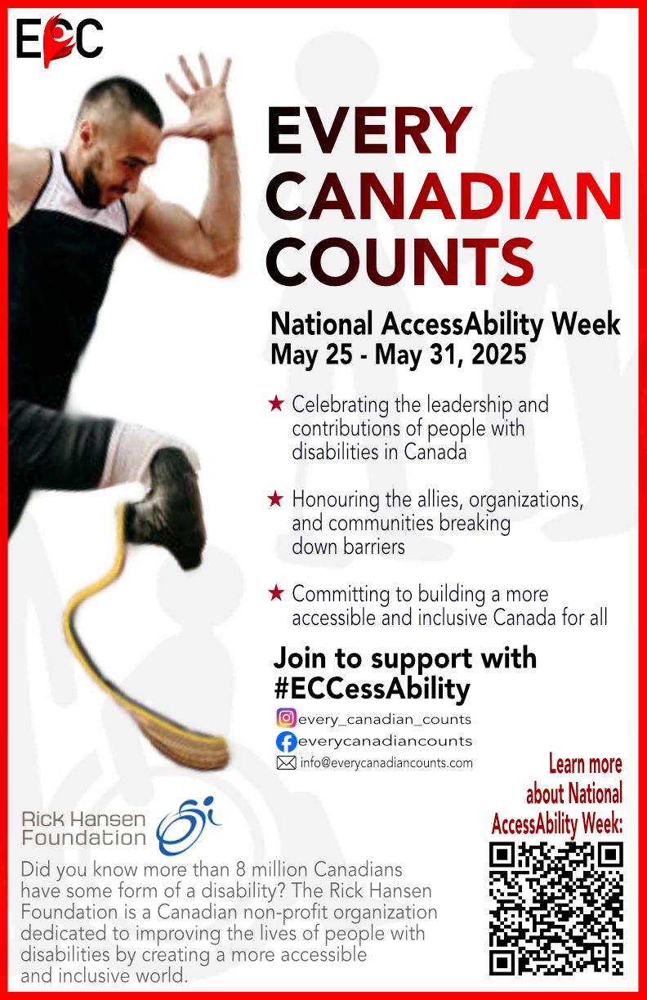 ECC
EVERY
CANADIAN
COUNTS
National AccessAbility Week
May 25 - May 31, 2025
★ Celebrating the leadership and
contributions of people with
disabilities in Canada
★ Honouring the allies, organizations,
and communities breaking
down barriers
★ Committing to building a more
accessible and inclusive Canada for all
Join to support with
#ECCessAbility
every_canadian_counts
everycanadiancounts
info@everycanadiancounts.com
Learn more
about National
AccessAbility Week:
Rick Hansen
Foundation
Did you know more than 8 million Canadians
have some form of a disability? The Rick Hansen
Foundation is a Canadian non-profit organization
dedicated to improving the lives of people with
disabilities by creating a more accessible
and inclusive world.